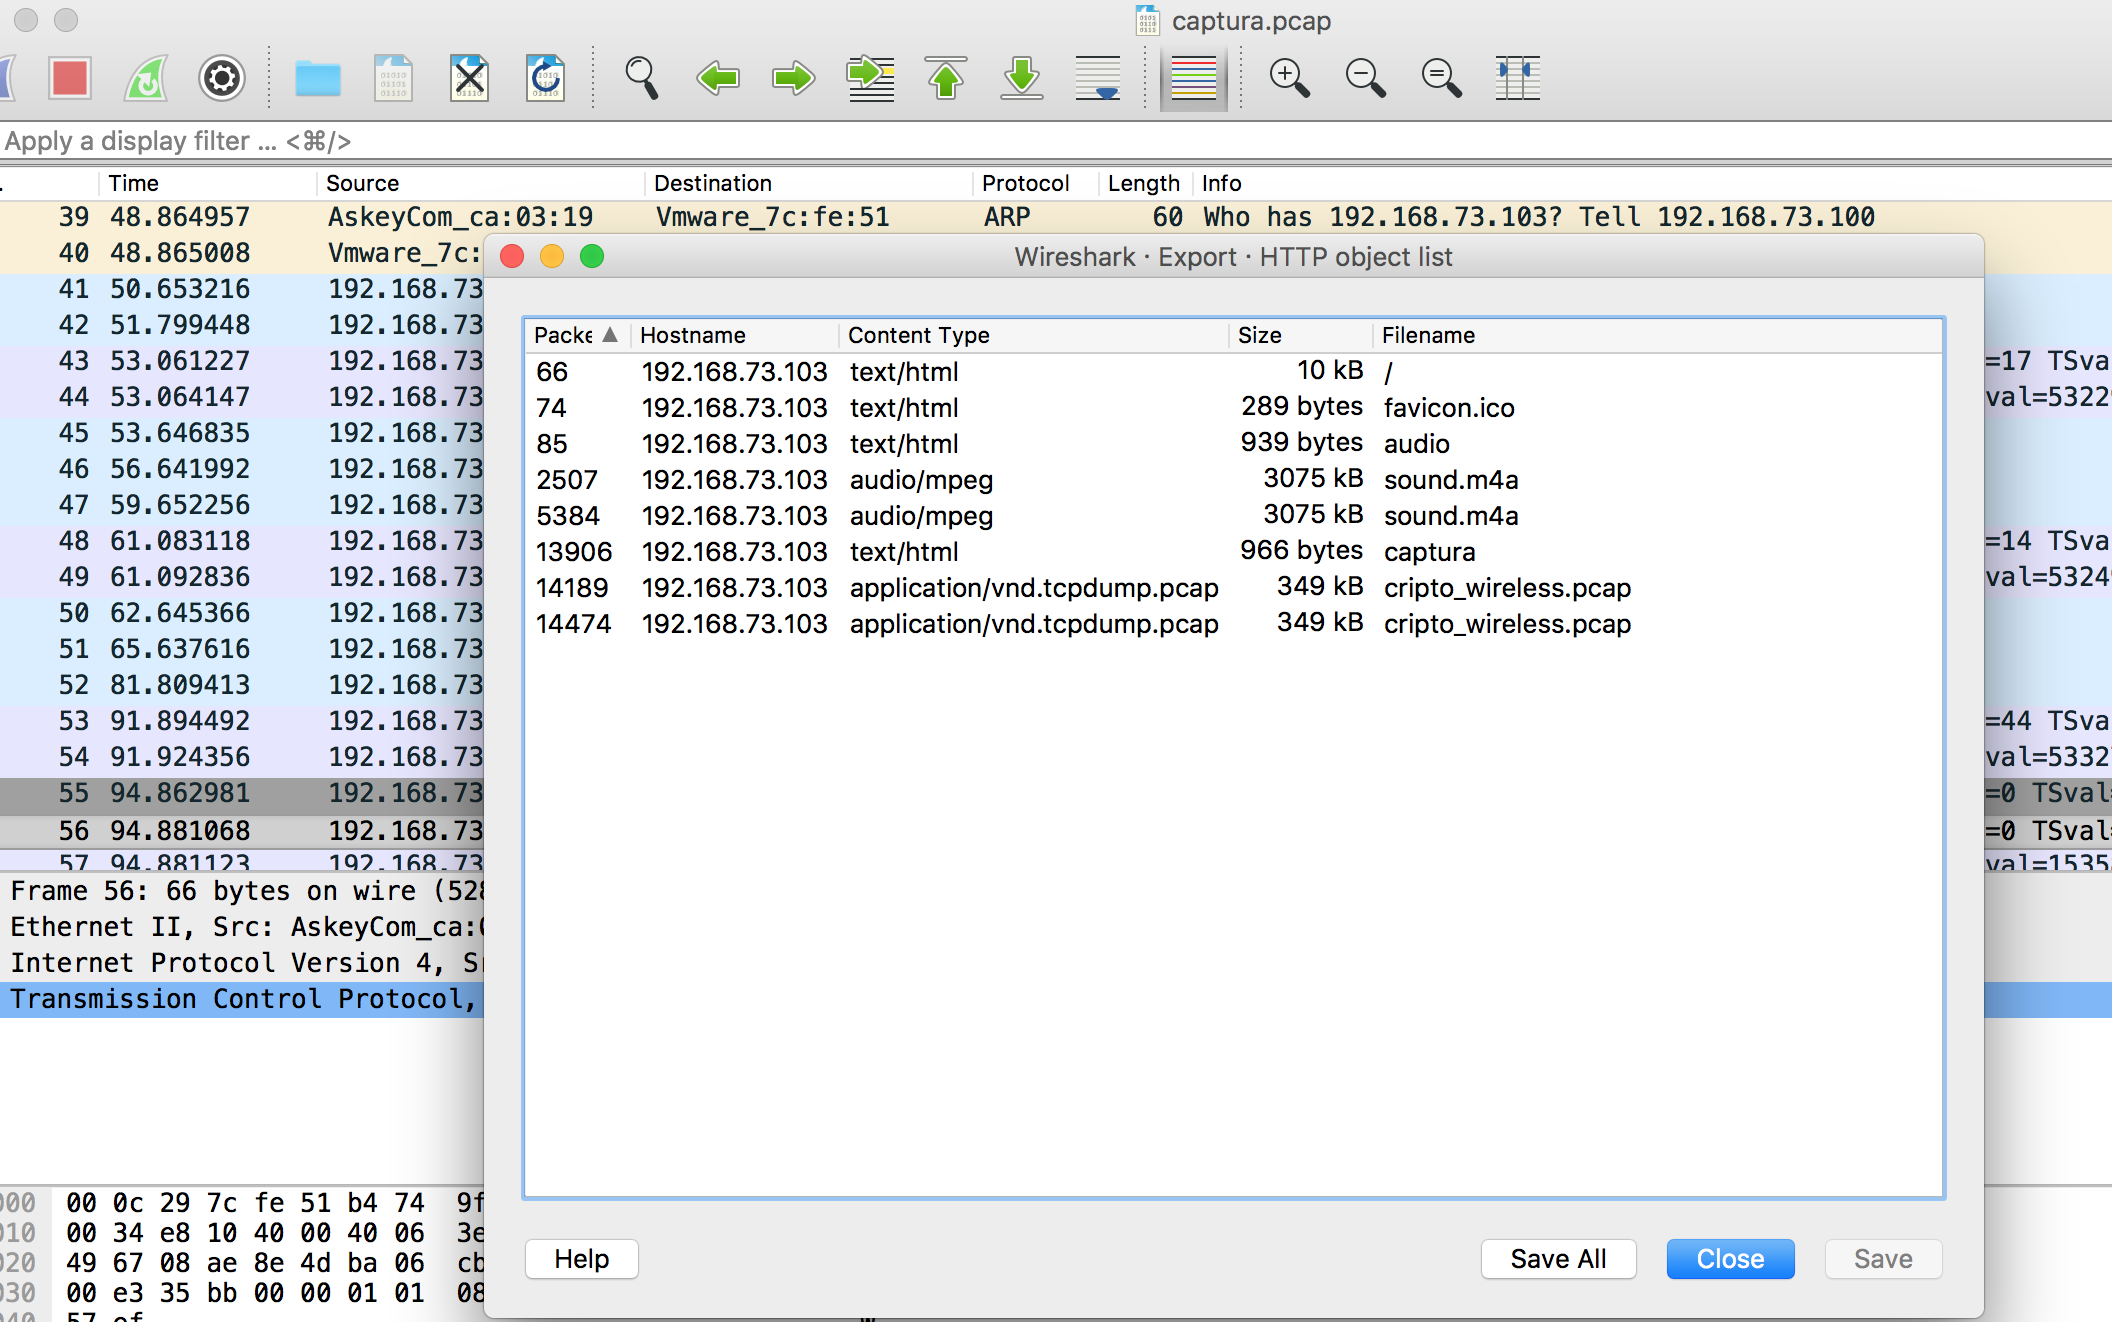 captura.pcap
Apply a display filter ... <⌘/>
Time Source Destination Protocol Length Info
39 48.864957 AskeyCom_ca:03:19 Vmware_7c:fe:51 ARP 60 Who has 192.168.73.103? Tell 192.168.73.100
40 48.865008 Vmware_7c:
41 50.653216 192.168.73
42 51.799448 192.168.73
43 53.061227 192.168.73 =17 TSva
44 53.064147 192.168.73 val=5322
45 53.646835 192.168.73
46 56.641992 192.168.73
47 59.652256 192.168.73
48 61.083118 192.168.73 =14 TSva
49 61.092836 192.168.73 val=5324
50 62.645366 192.168.73
51 65.637616 192.168.73
52 81.809413 192.168.73
53 91.894492 192.168.73 =44 TSva
54 91.924356 192.168.73 val=5332
55 94.862981 192.168.73 =0 TSval
56 94.881068 192.168.73 =0 TSval
57 94.881123 192.168.73 val=1535
Wireshark · Export · HTTP object list
Packe Hostname Content Type Size Filename
66 192.168.73.103 text/html 10 kB /
74 192.168.73.103 text/html 289 bytes favicon.ico
85 192.168.73.103 text/html 939 bytes audio
2507 192.168.73.103 audio/mpeg 3075 kB sound.m4a
5384 192.168.73.103 audio/mpeg 3075 kB sound.m4a
13906 192.168.73.103 text/html 966 bytes captura
14189 192.168.73.103 application/vnd.tcpdump.pcap 349 kB cripto_wireless.pcap
14474 192.168.73.103 application/vnd.tcpdump.pcap 349 kB cripto_wireless.pcap
Help Save All Close Save
Frame 56: 66 bytes on wire (528
Ethernet II, Src: AskeyCom_ca:0
Internet Protocol Version 4, Sr
Transmission Control Protocol,
000 00 0c 29 7c fe 51 b4 74 9f
010 00 34 e8 10 40 00 40 06 3e
020 49 67 08 ae 8e 4d ba 06 cb
030 00 e3 35 bb 00 00 01 01 08
040 57 ef